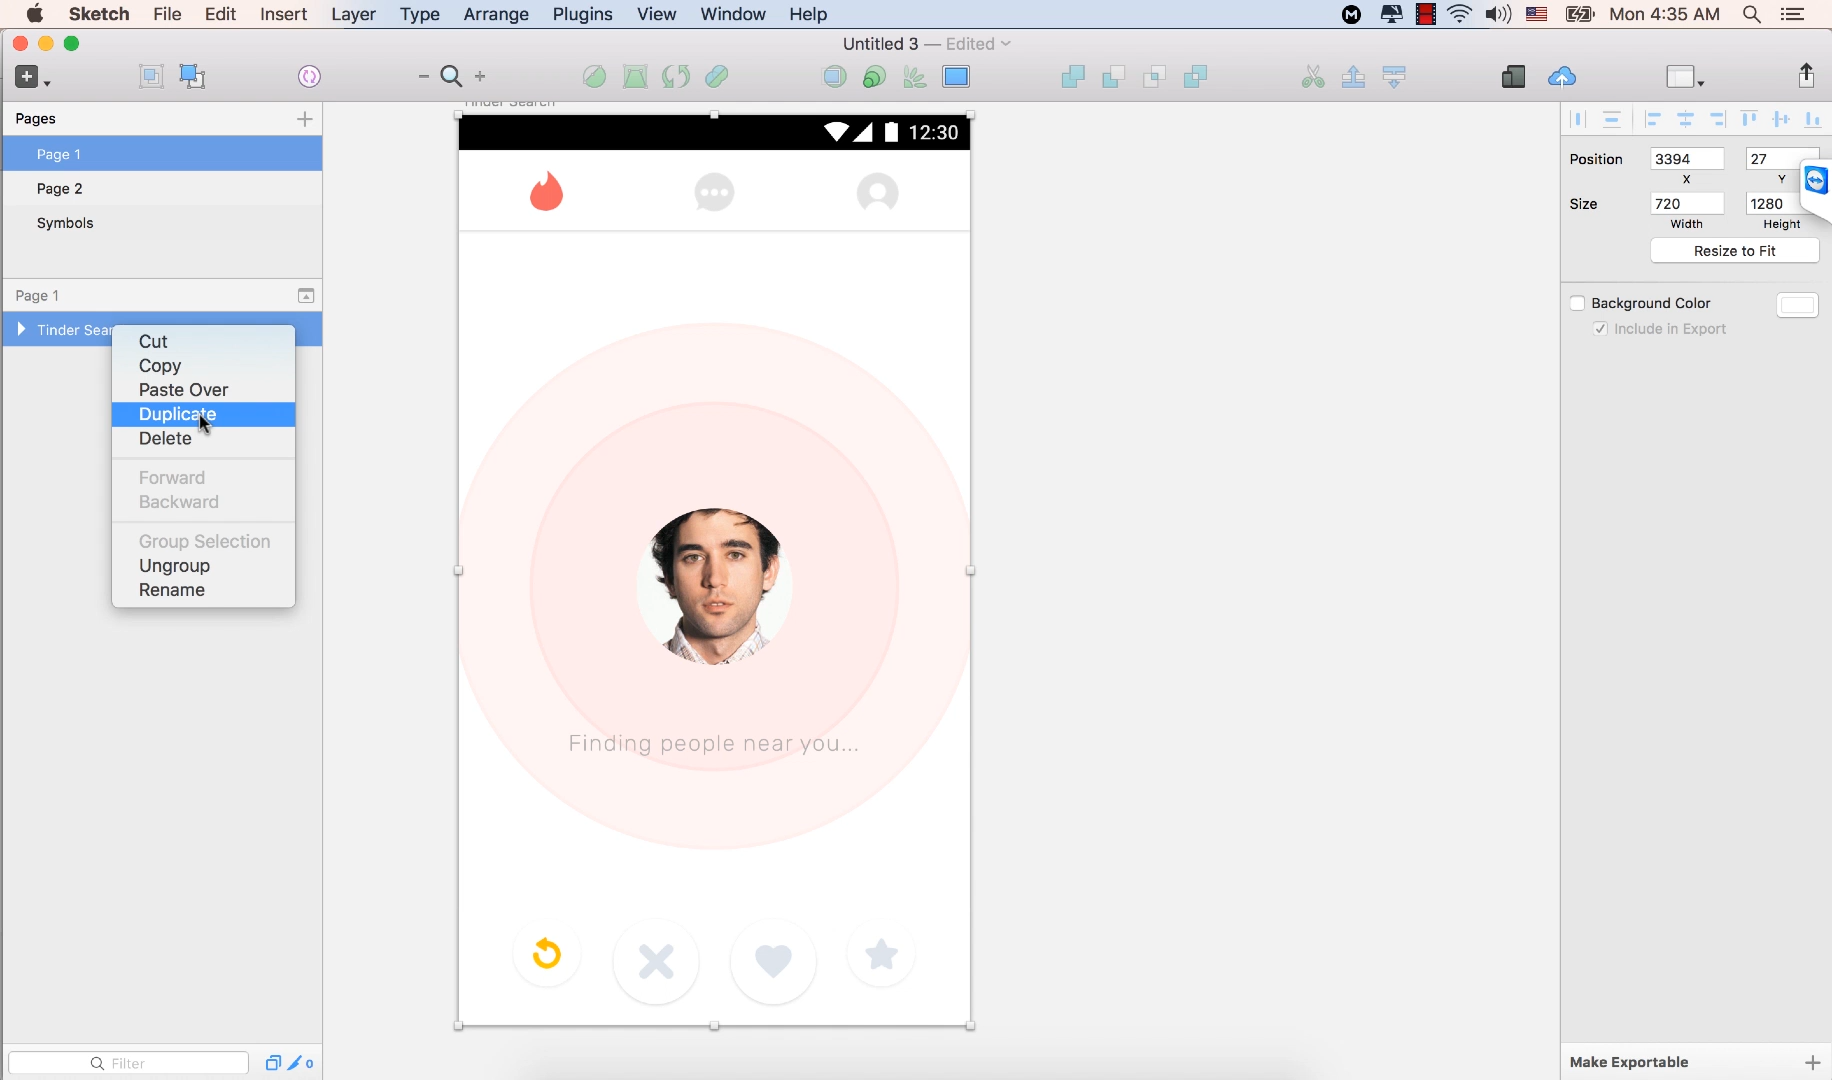 Sketch File Edit Insert Layer Type Arrange Plugins View Window Help Mon 4:35 AM
Untitled 3 — Edited
Pages
Page 1
Page 2
Symbols
Page 1
Tinder Sear
Cut
Copy
Paste Over
Duplicate
Delete
Forward
Backward
Group Selection
Ungroup
Rename
Filter
0
Tinder Search
12:30
Finding people near you...
Position 3394 27
X Y
Size 720 1280
Width Height
Resize to Fit
Background Color
Include in Export
Make Exportable